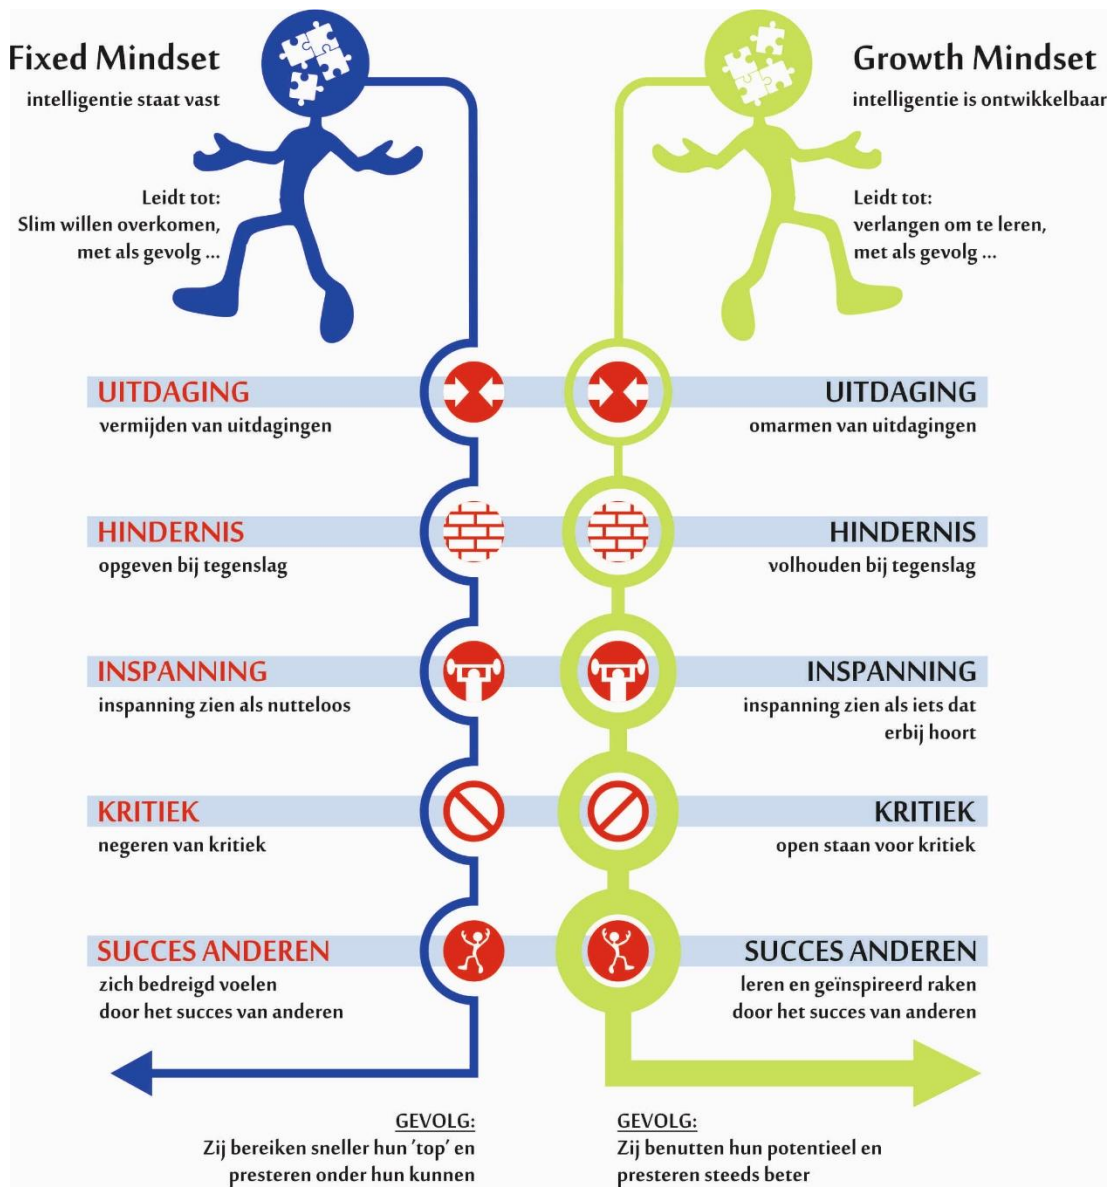 Fixed Mindset
intelligentie staat vast
Leidt tot:
Slim willen overkomen,
met als gevolg ...
Growth Mindset
intelligentie is ontwikkelbaar
Leidt tot:
verlangen om te leren,
met als gevolg ...
UITDAGING
vermijden van uitdagingen
UITDAGING
omarmen van uitdagingen
HINDERNIS
opgeven bij tegenslag
HINDERNIS
volhouden bij tegenslag
INSPANNING
inspanning zien als nutteloos
INSPANNING
inspanning zien als iets dat
erbij hoort
KRITIEK
negeren van kritiek
KRITIEK
open staan voor kritiek
SUCCES ANDEREN
zich bedreigd voelen
door het succes van anderen
SUCCES ANDEREN
leren en geïnspireerd raken
door het succes van anderen
GEVOLG:
Zij bereiken sneller hun 'top' en
presteren onder hun kunnen
GEVOLG:
Zij benutten hun potentieel en
presteren steeds beter